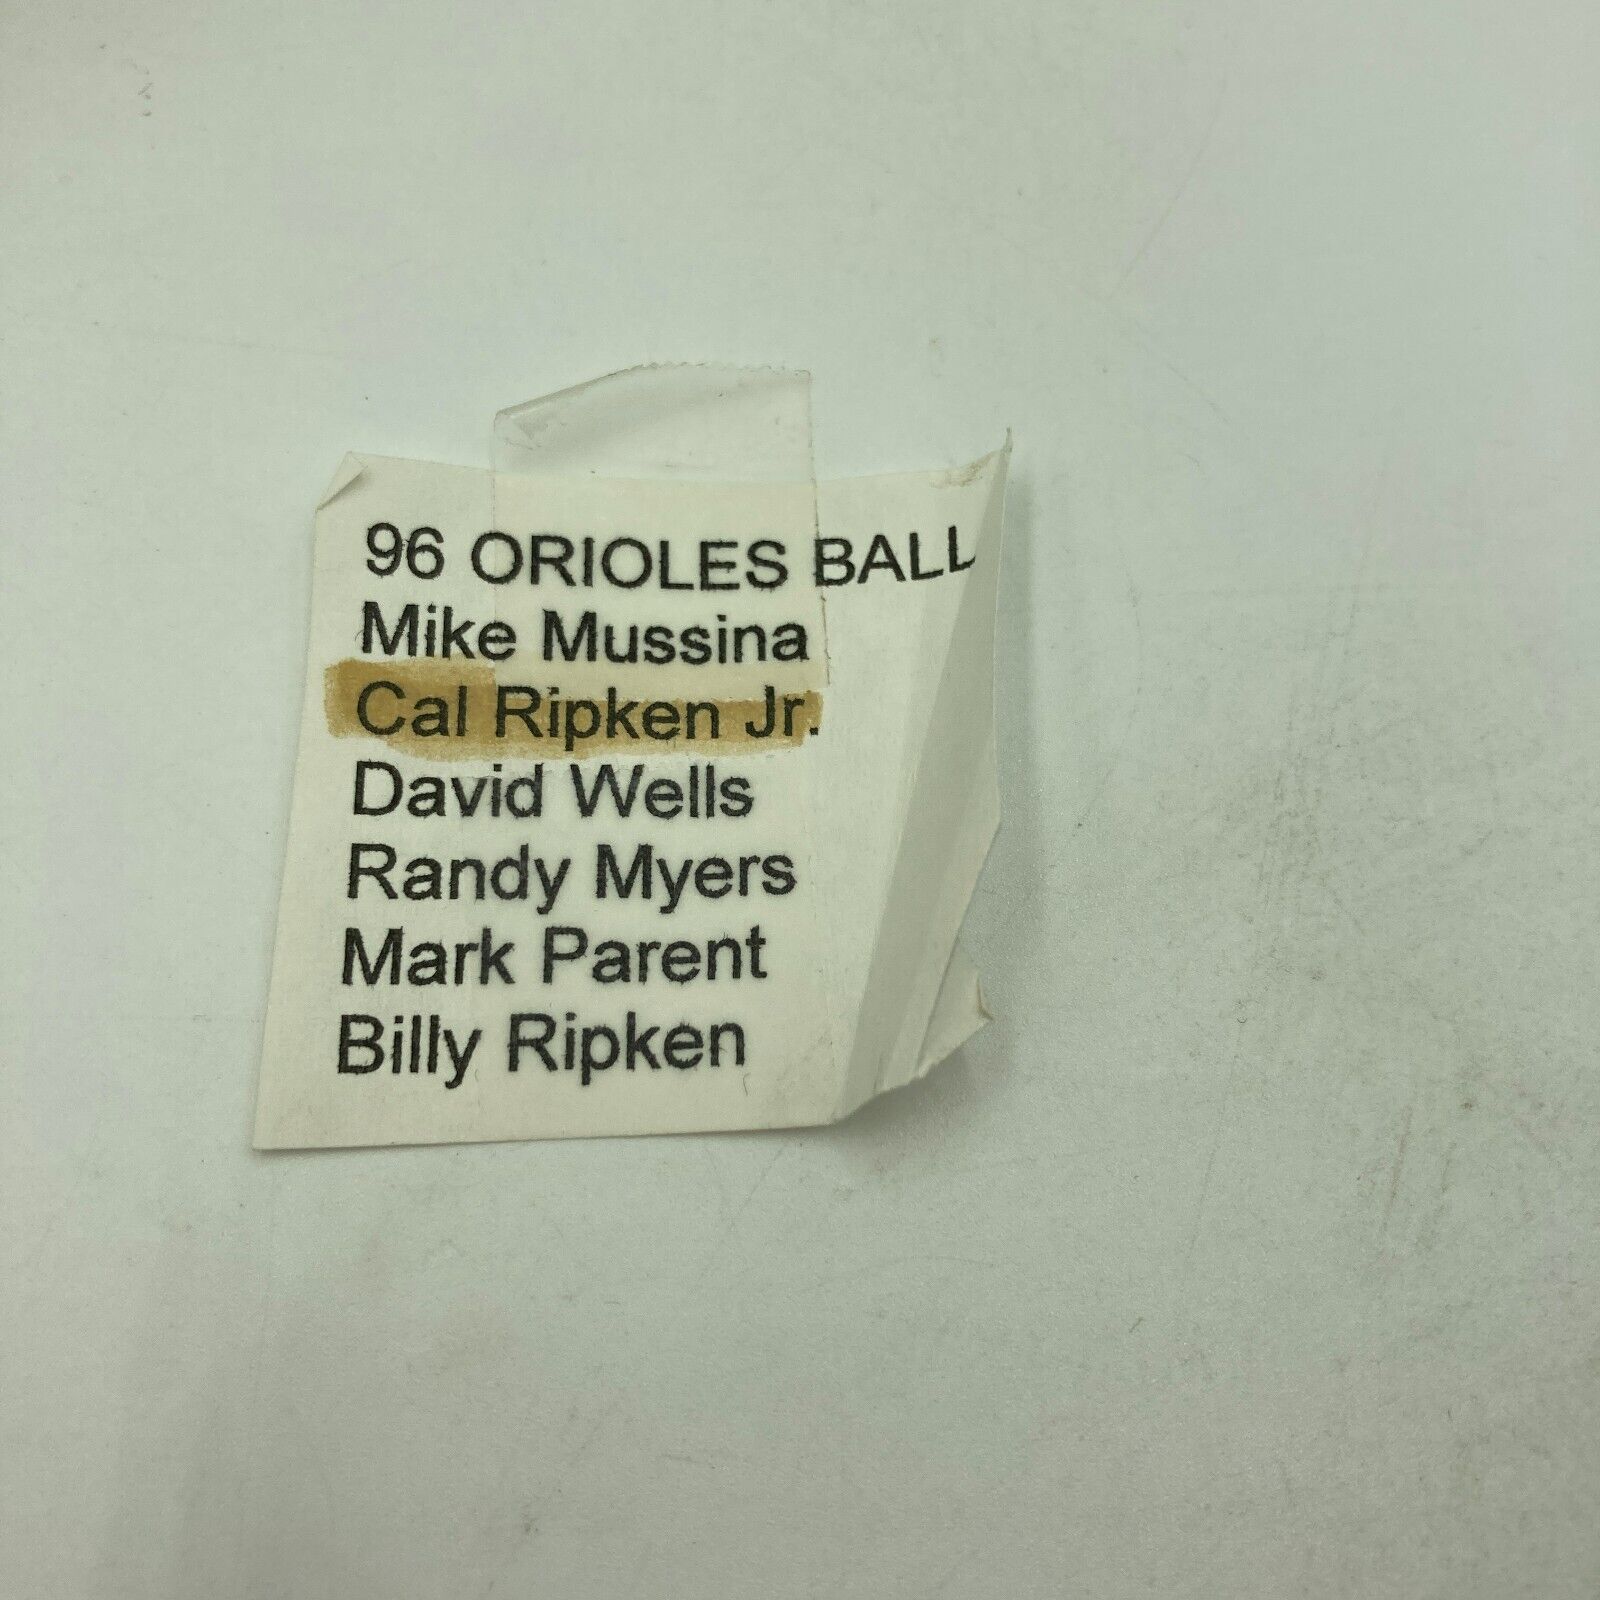 96 ORIOLES BALL
Mike Mussina
Cal Ripken Jr.
David Wells
Randy Myers
Mark Parent
Billy Ripken